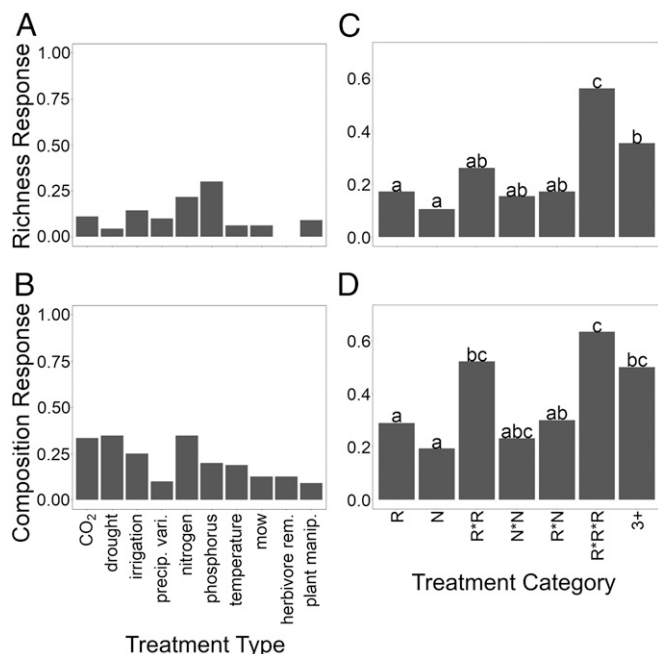 A
Richness Response
1.00
0.75
0.50
0.25
0.00
B
Composition Response
1.00
0.75
0.50
0.25
0.00
CO₂
drought
irrigation
precip. vari.
nitrogen
phosphorus
temperature
mow
herbivore rem.
plant manip.
Treatment Type
C
0.6
0.4
0.2
0.0
a
a
ab
ab
ab
c
b
D
0.6
0.4
0.2
0.0
a
a
bc
abc
ab
c
bc
R
N
R*R
N*N
R*N
R*R*R
3+
Treatment Category